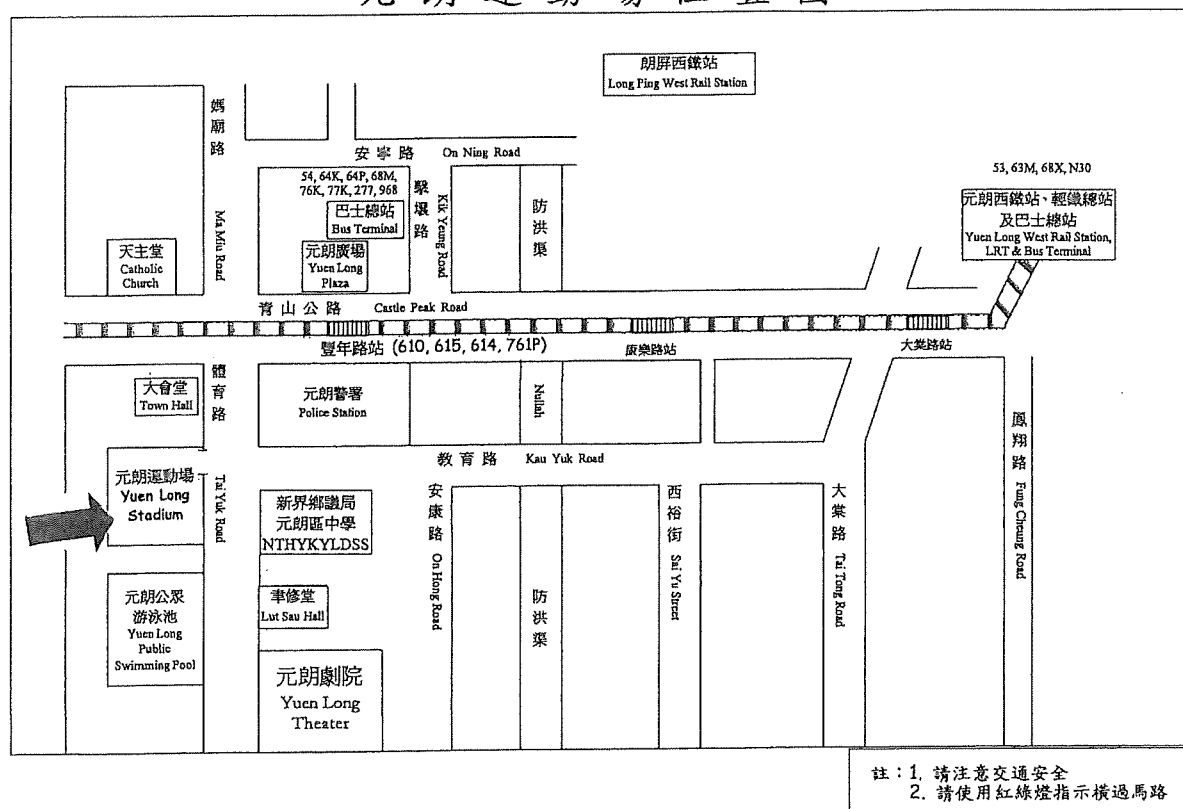 元朗運動場位置圖
朗屏西鐵站
Long Ping West Rail Station
媽廟路
Ma Miu Road
安寧路 On Ning Road
54, 64K, 64P, 68M,
76K, 77K, 277, 968
巴士總站
Bus Terminal
元朗廣場
Yuen Long
Plaza
擊壤路
Kik Yeung Road
防洪渠
53, 63M, 68X, N30
元朗西鐵站、輕鐵總站
及巴士總站
Yuen Long West Rail Station,
LRT & Bus Terminal
天主堂
Catholic
Church
青山公路 Castle Peak Road
豐年路站 (610, 615, 614, 761P)
康樂路站
大棠路站
大會堂
Town Hall
體育路
Tai Yuk Road
元朗警署
Police Station
Nullah
鳳翔路
Fung Cheung Road
教育路 Kau Yuk Road
元朗運動場
Yuen Long
Stadium
新界鄉議局
元朗區中學
NTHYKYLDSS
安康路
On Hong Road
西裕街
Sai Yu Street
大棠路
Tai Tong Road
元朗公眾
游泳池
Yuen Long
Public
Swimming Pool
聿修堂
Lut Sau Hall
防洪渠
元朗劇院
Yuen Long
Theater
註：1. 請注意交通安全
2. 請使用紅綠燈指示橫過馬路